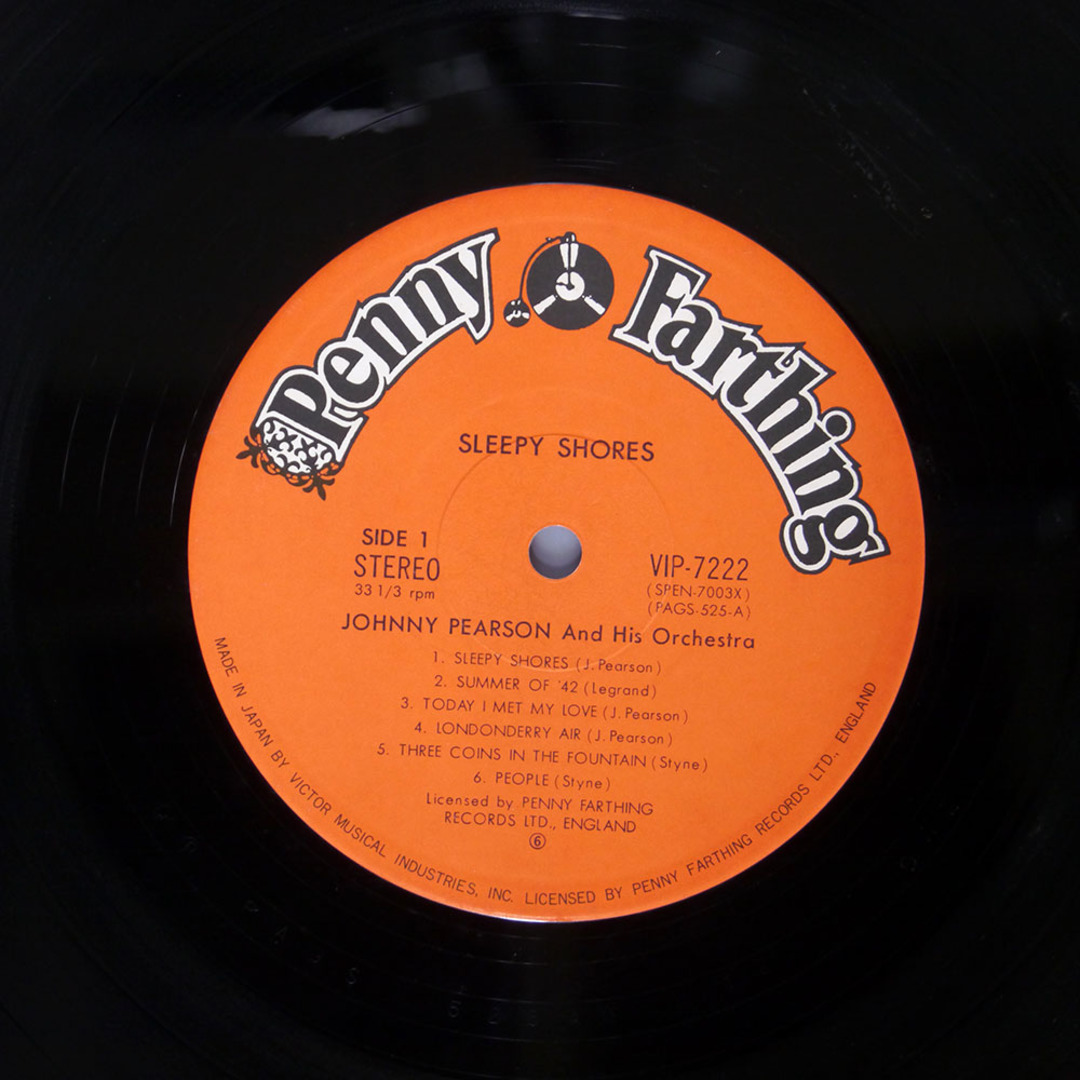 Penny Farthing
SLEEPY SHORES
SIDE 1
STEREO
33 1/3 rpm
VIP-7222
(SPEN-7003X)
(PAGS-525-A)
JOHNNY PEARSON And His Orchestra
1. SLEEPY SHORES (J. Pearson)
2. SUMMER OF '42 (Legrand)
3. TODAY I MET MY LOVE (J. Pearson)
4. LONDONDERRY AIR (J. Pearson)
5. THREE COINS IN THE FOUNTAIN (Styne)
6. PEOPLE (Styne)
Licensed by PENNY FARTHING
RECORDS LTD., ENGLAND
⑥
MADE IN JAPAN BY VICTOR MUSICAL INDUSTRIES, INC. LICENSED BY PENNY FARTHING RECORDS LTD., ENGLAND